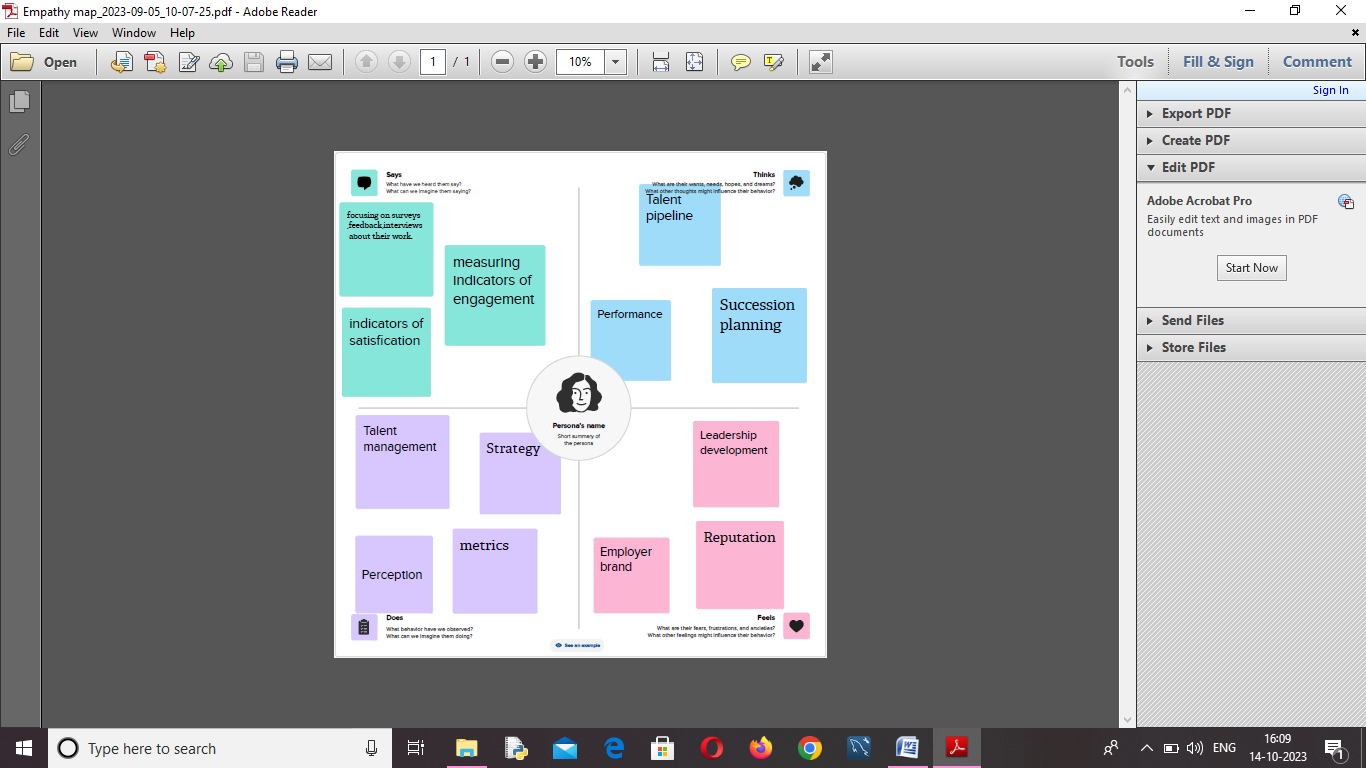 Empathy map_2023-09-05_10-07-25.pdf - Adobe Reader
File Edit View Window Help
Open
1 / 1
10%
Tools Fill & Sign Comment
Sign In
Export PDF
Create PDF
Edit PDF
Adobe Acrobat Pro
Easily edit text and images in PDF
documents
Start Now
Send Files
Store Files
Says
What have we heard them say?
What can we imagine them saying?
focusing on surveys
,feedback,interviews
about their work.
measuring
indicators of
engagement
indicators of
satisfication
Thinks
What are their wants, needs, hopes, and dreams?
What other thoughts might influence their behavior?
Talent
pipeline
Performance
Succession
planning
Persona's name
Short summary of
the persona
Talent
management
Strategy
Perception
metrics
Does
What behavior have we observed?
What can we imagine them doing?
Leadership
development
Employer
brand
Reputation
Feels
What are their fears, frustrations, and anxieties?
What other feelings might influence their behavior?
See an example
Type here to search
ENG
16:09
14-10-2023
1